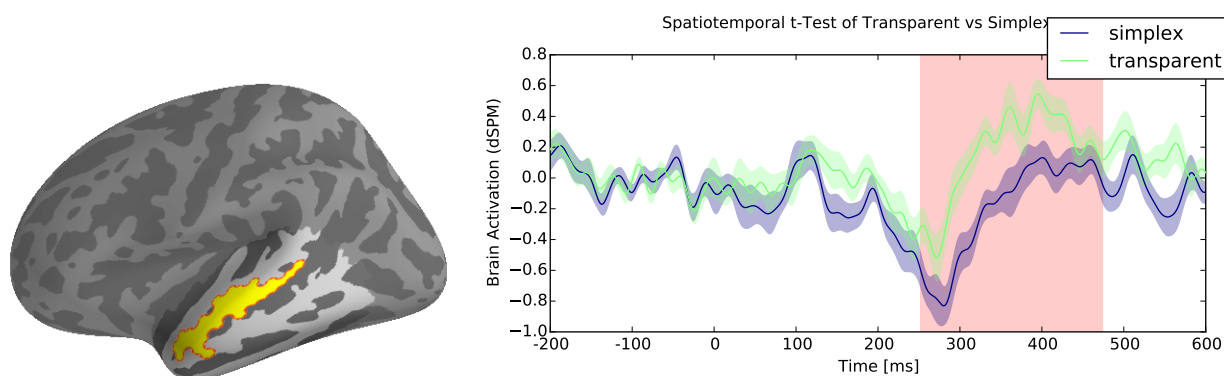 Spatiotemporal t-Test of Transparent vs Simplex
simplex
transparent
Brain Activation (dSPM)
0.8
0.6
0.4
0.2
0.0
−0.2
−0.4
−0.6
−0.8
−1.0
-200 -100 0 100 200 300 400 500 600
Time [ms]